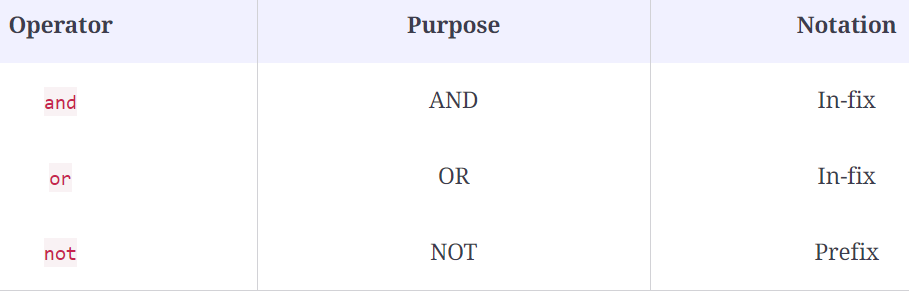 Operator Purpose Notation
and AND In-fix
or OR In-fix
not NOT Prefix